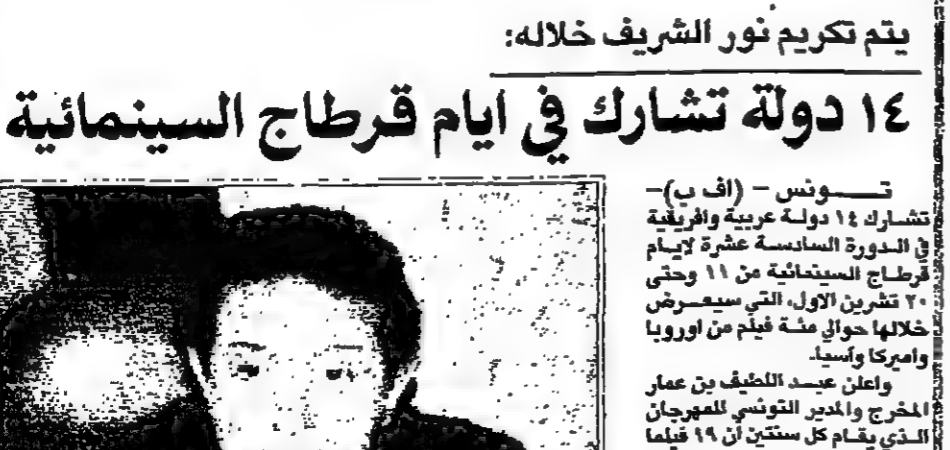 يتم تكريم نور الشريف خلاله:
١٤ دولة تشارك في ايام قرطاج السينمائية
تـــونس - (اف ب)-
تشارك ١٤ دولة عربية وافريقية
في الدورة السادسة عشرة لايام
قرطاج السينمائية من ١١ وحتى
٢٠ تشرين الاول، التي سيعرض
خلالها حوالي مئة فيلم من اوروبا
واميركا وآسيا.
واعلن عبد اللطيف بن عمار
المخرج والمدير التونسي للمهرجان
الذي يقام كل سنتين أن ١٩ فيلما